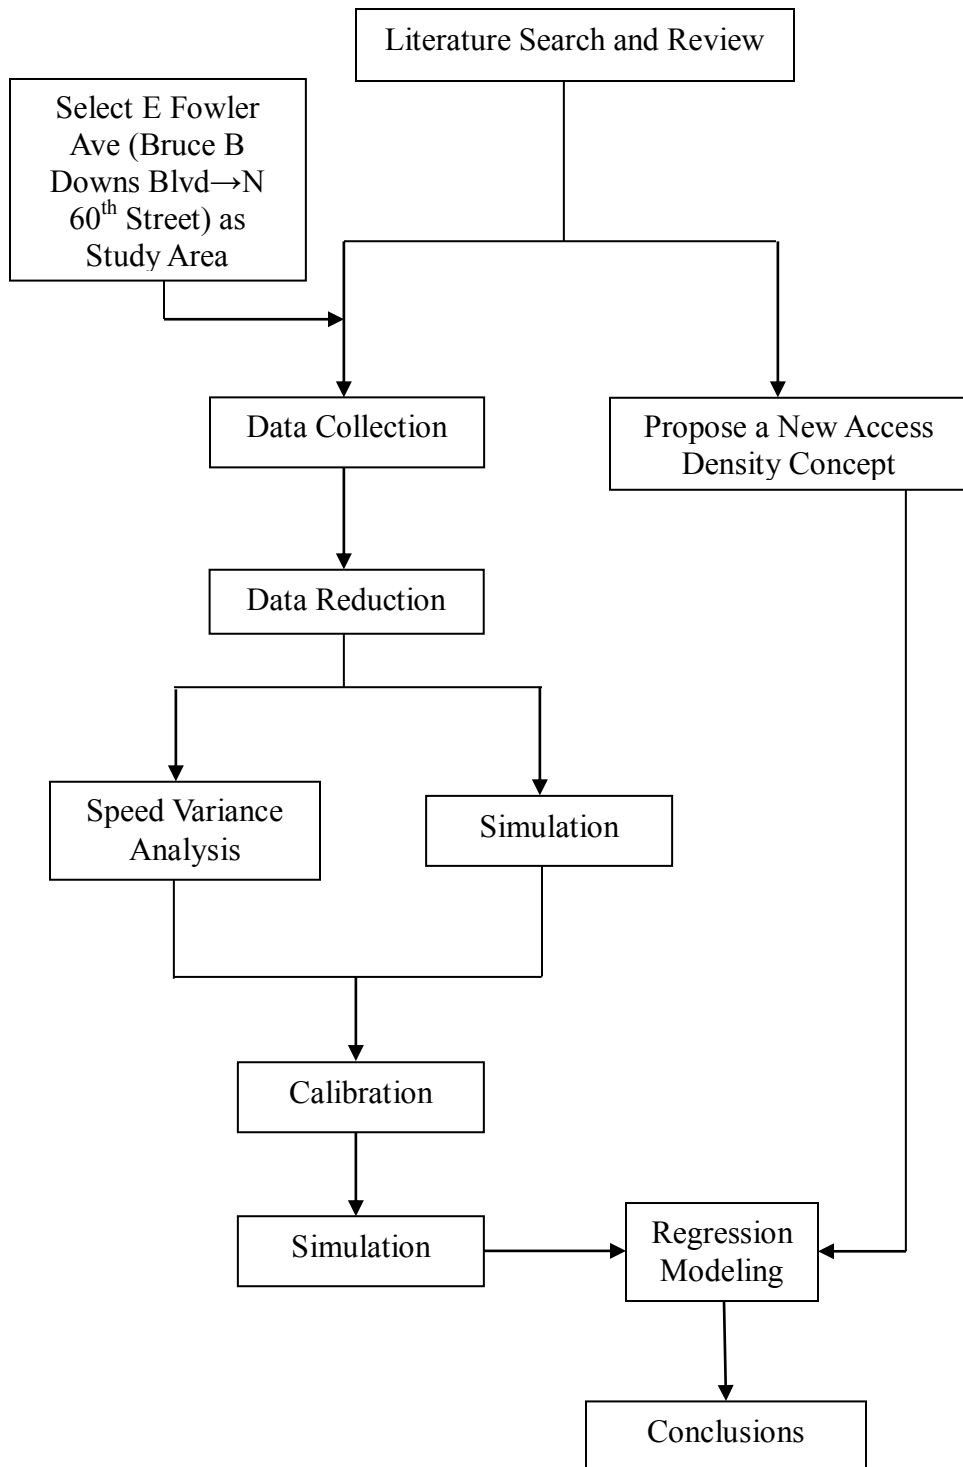 Literature Search and Review
Select E Fowler
Ave (Bruce B
Downs Blvd→N
60th Street) as
Study Area
Data Collection
Propose a New Access
Density Concept
Data Reduction
Speed Variance
Analysis
Simulation
Calibration
Simulation
Regression
Modeling
Conclusions